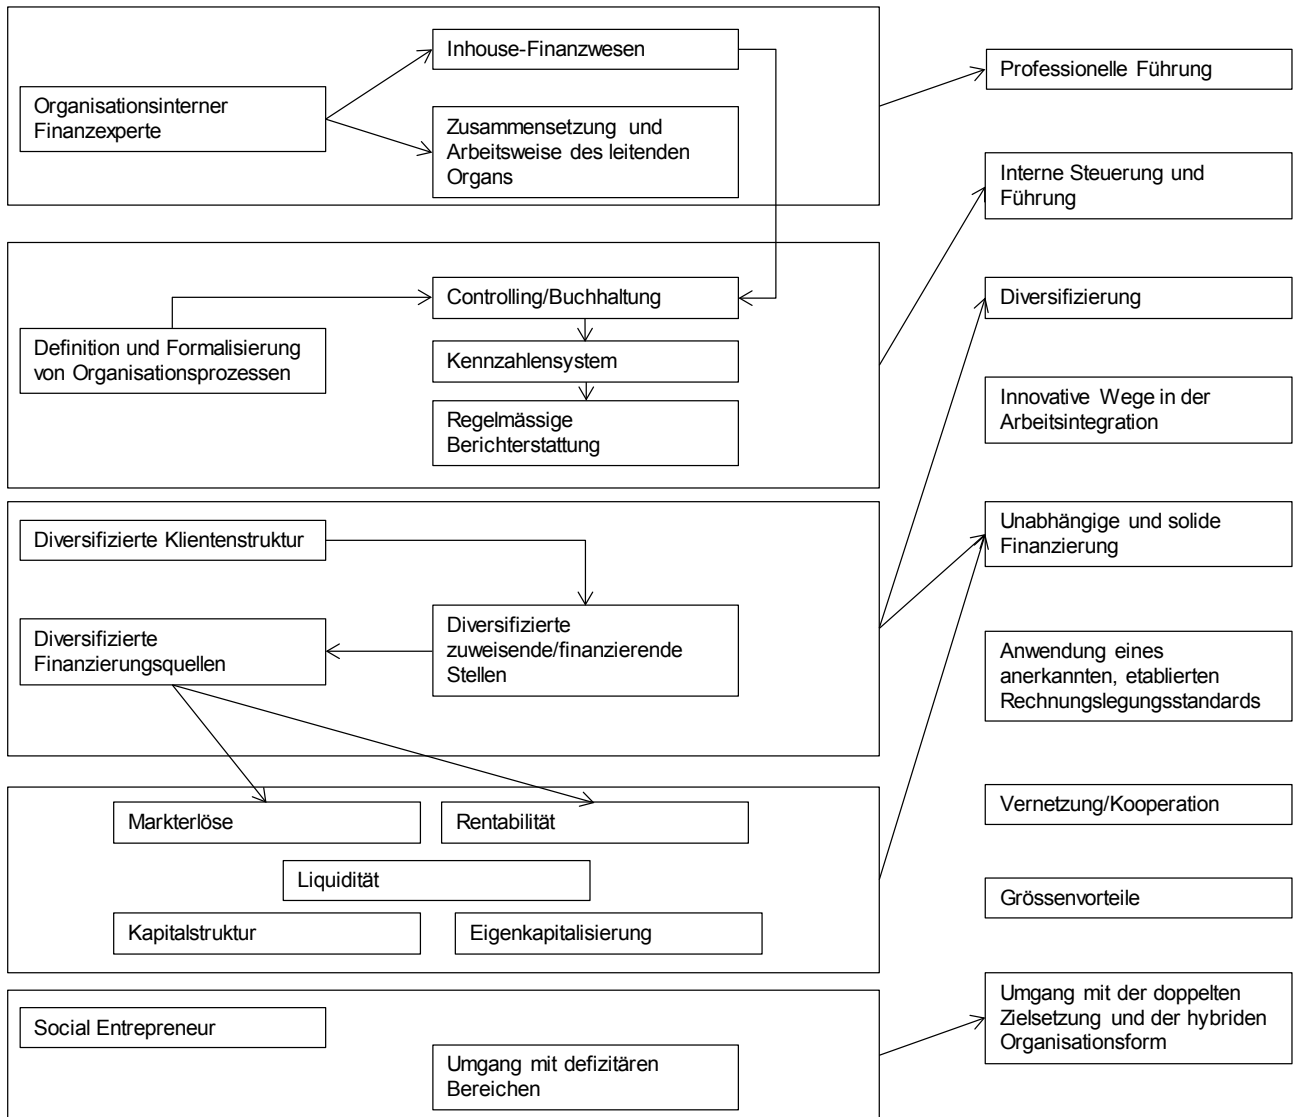 Inhouse-Finanzwesen
Organisationsinterner
Finanzexperte
Zusammensetzung und
Arbeitsweise des leitenden
Organs
Controlling/Buchhaltung
Definition und Formalisierung
von Organisationsprozessen
Kennzahlensystem
Regelmässige
Berichterstattung
Diversifizierte Klientenstruktur
Diversifizierte
Finanzierungsquellen
Diversifizierte
zuweisende/finanzierende
Stellen
Markterlöse
Rentabilität
Liquidität
Kapitalstruktur
Eigenkapitalisierung
Social Entrepreneur
Umgang mit defizitären
Bereichen
Professionelle Führung
Interne Steuerung und
Führung
Diversifizierung
Innovative Wege in der
Arbeitsintegration
Unabhängige und solide
Finanzierung
Anwendung eines
anerkannten, etablierten
Rechnungslegungsstandards
Vernetzung/Kooperation
Grössenvorteile
Umgang mit der doppelten
Zielsetzung und der hybriden
Organisationsform